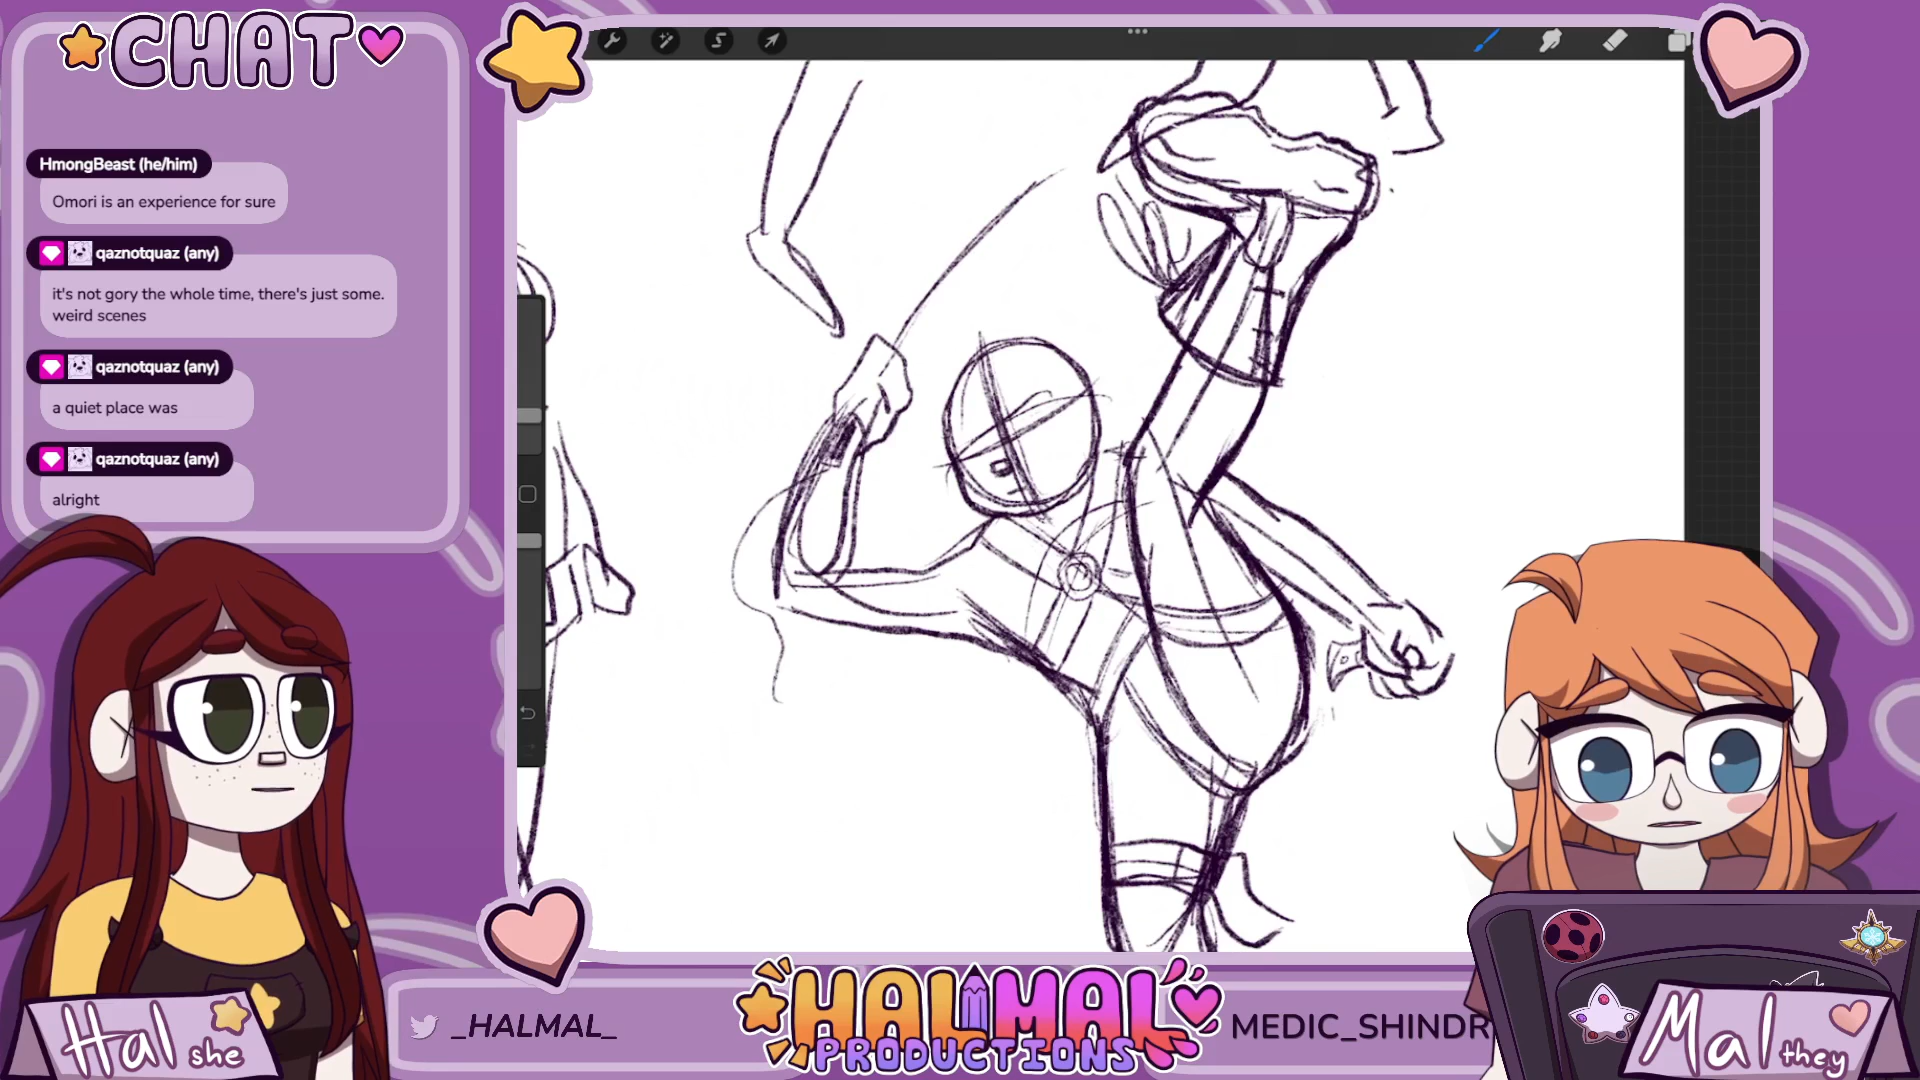 CHAT
HmongBeast (he/him)
Omori is an experience for sure
qaznotquaz (any)
it's not gory the whole time, there's just some.
weird scenes
qaznotquaz (any)
a quiet place was
qaznotquaz (any)
alright
Hal she
_HALMAL_
HALMAL
PRODUCTIONS
MEDIC_SHINDR
Mal they